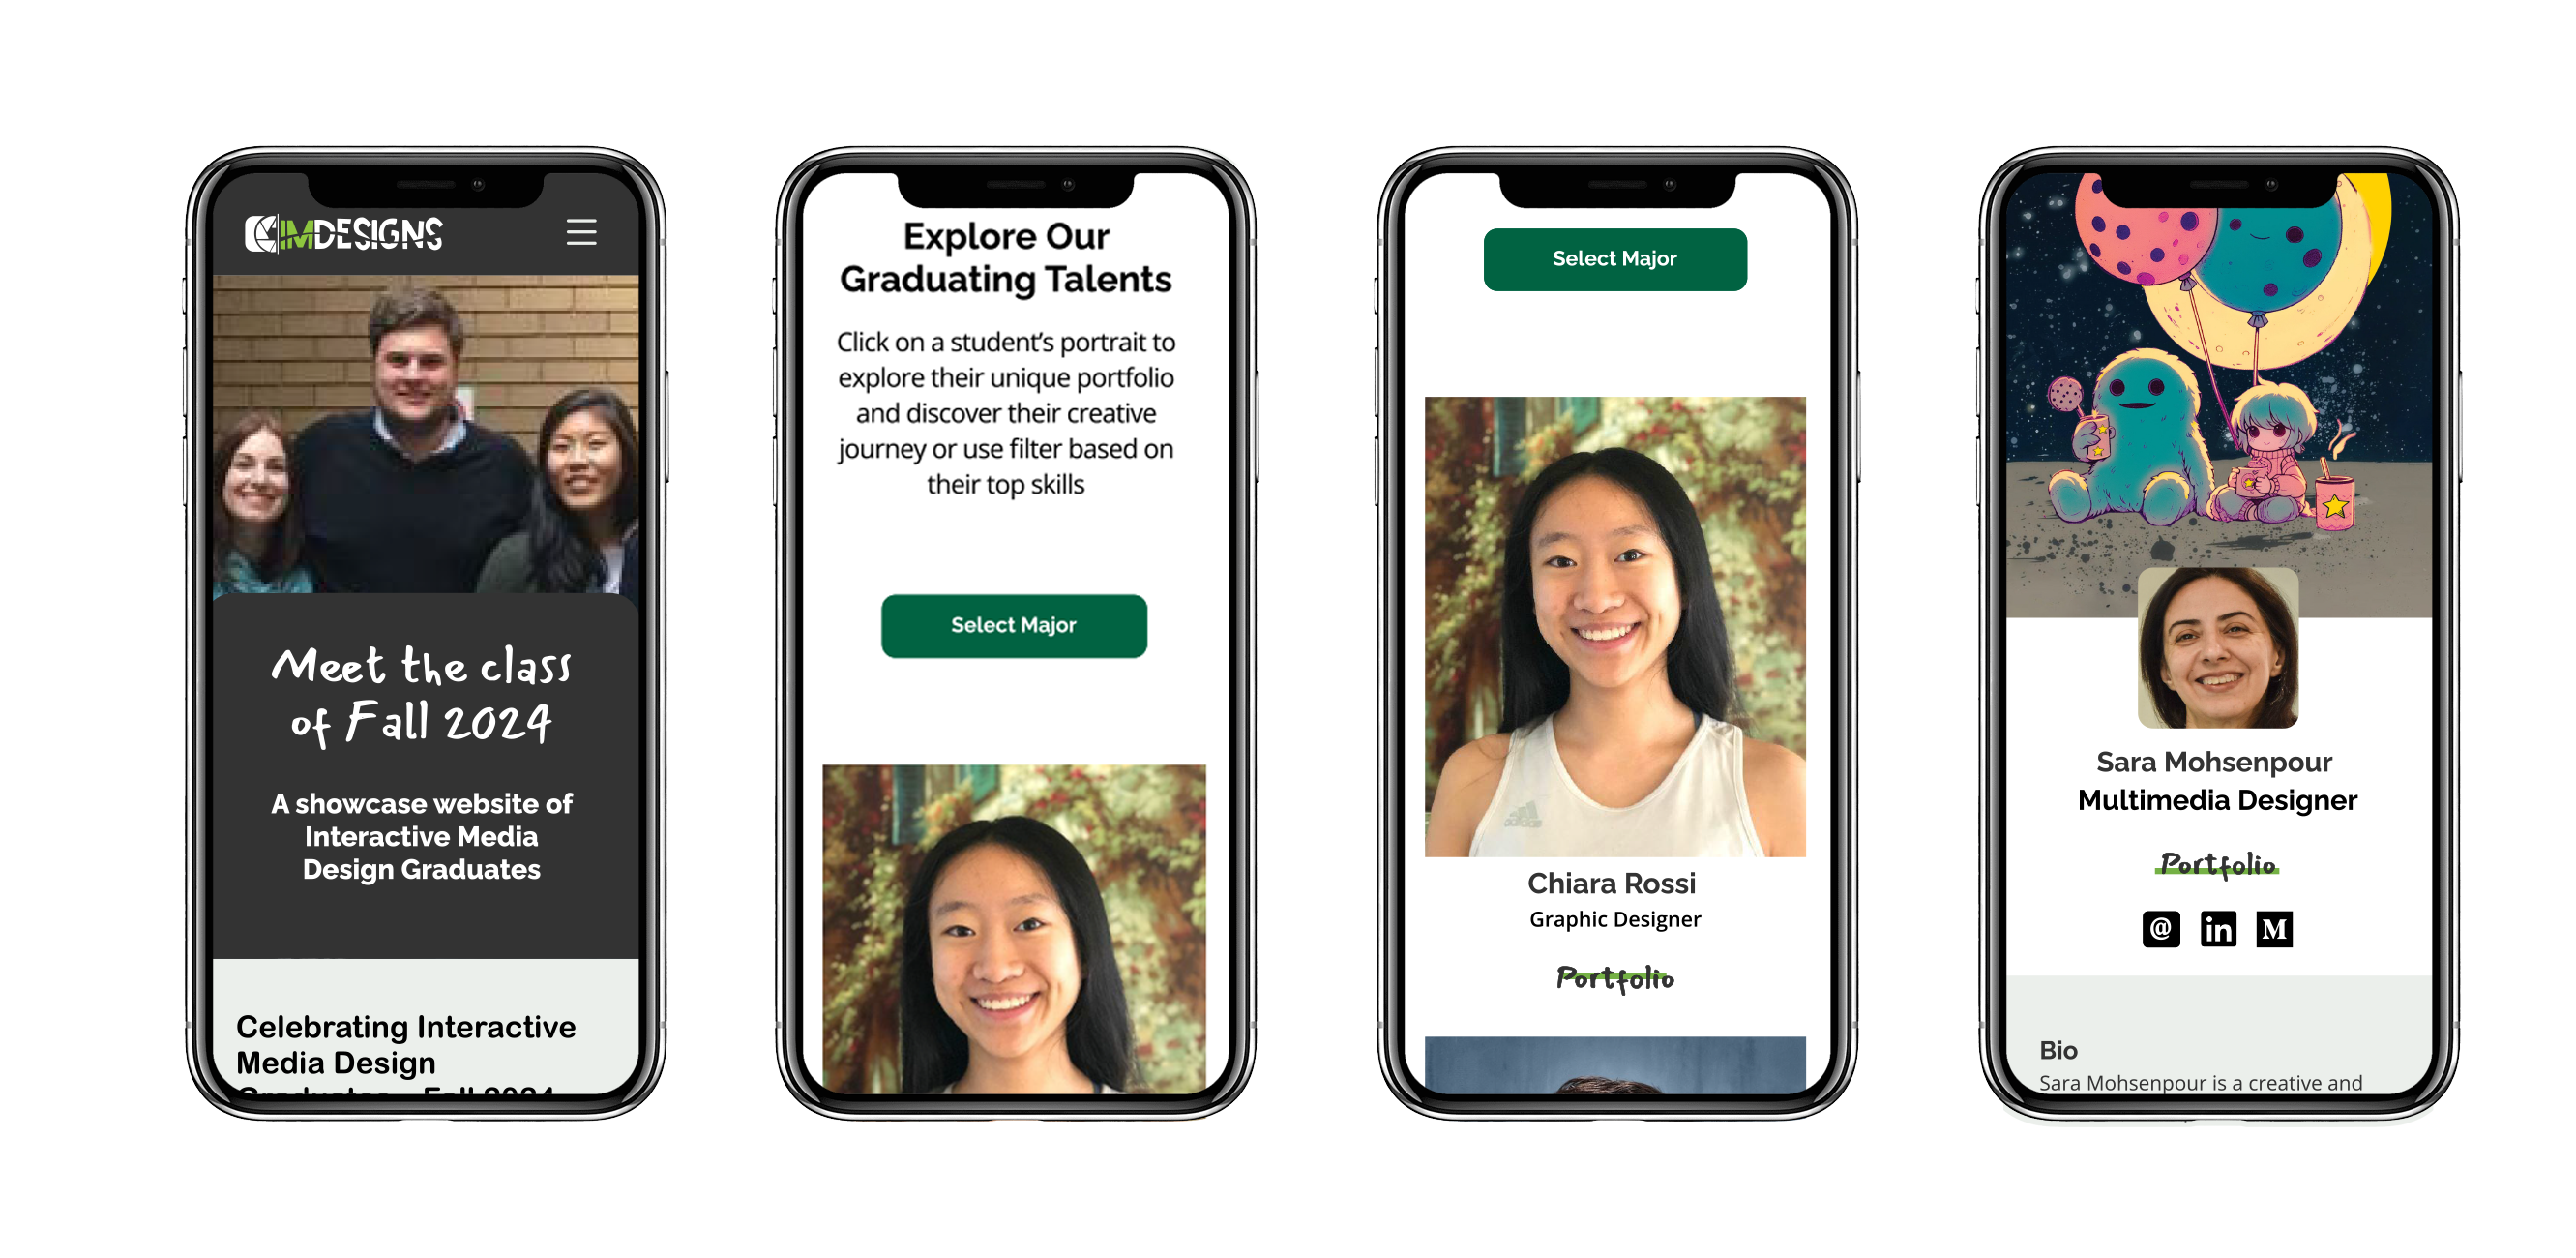 IMDESIGNS
Meet the class
of Fall 2024
A showcase website of
Interactive Media
Design Graduates
Celebrating Interactive
Media Design
Graduates - Fall 2024
Explore Our
Graduating Talents
Click on a student's portrait to
explore their unique portfolio
and discover their creative
journey or use filter based on
their top skills
Select Major
Select Major
Chiara Rossi
Graphic Designer
Portfolio
Sara Mohsenpour
Multimedia Designer
Portfolio
@ in M
Bio
Sara Mohsenpour is a creative and